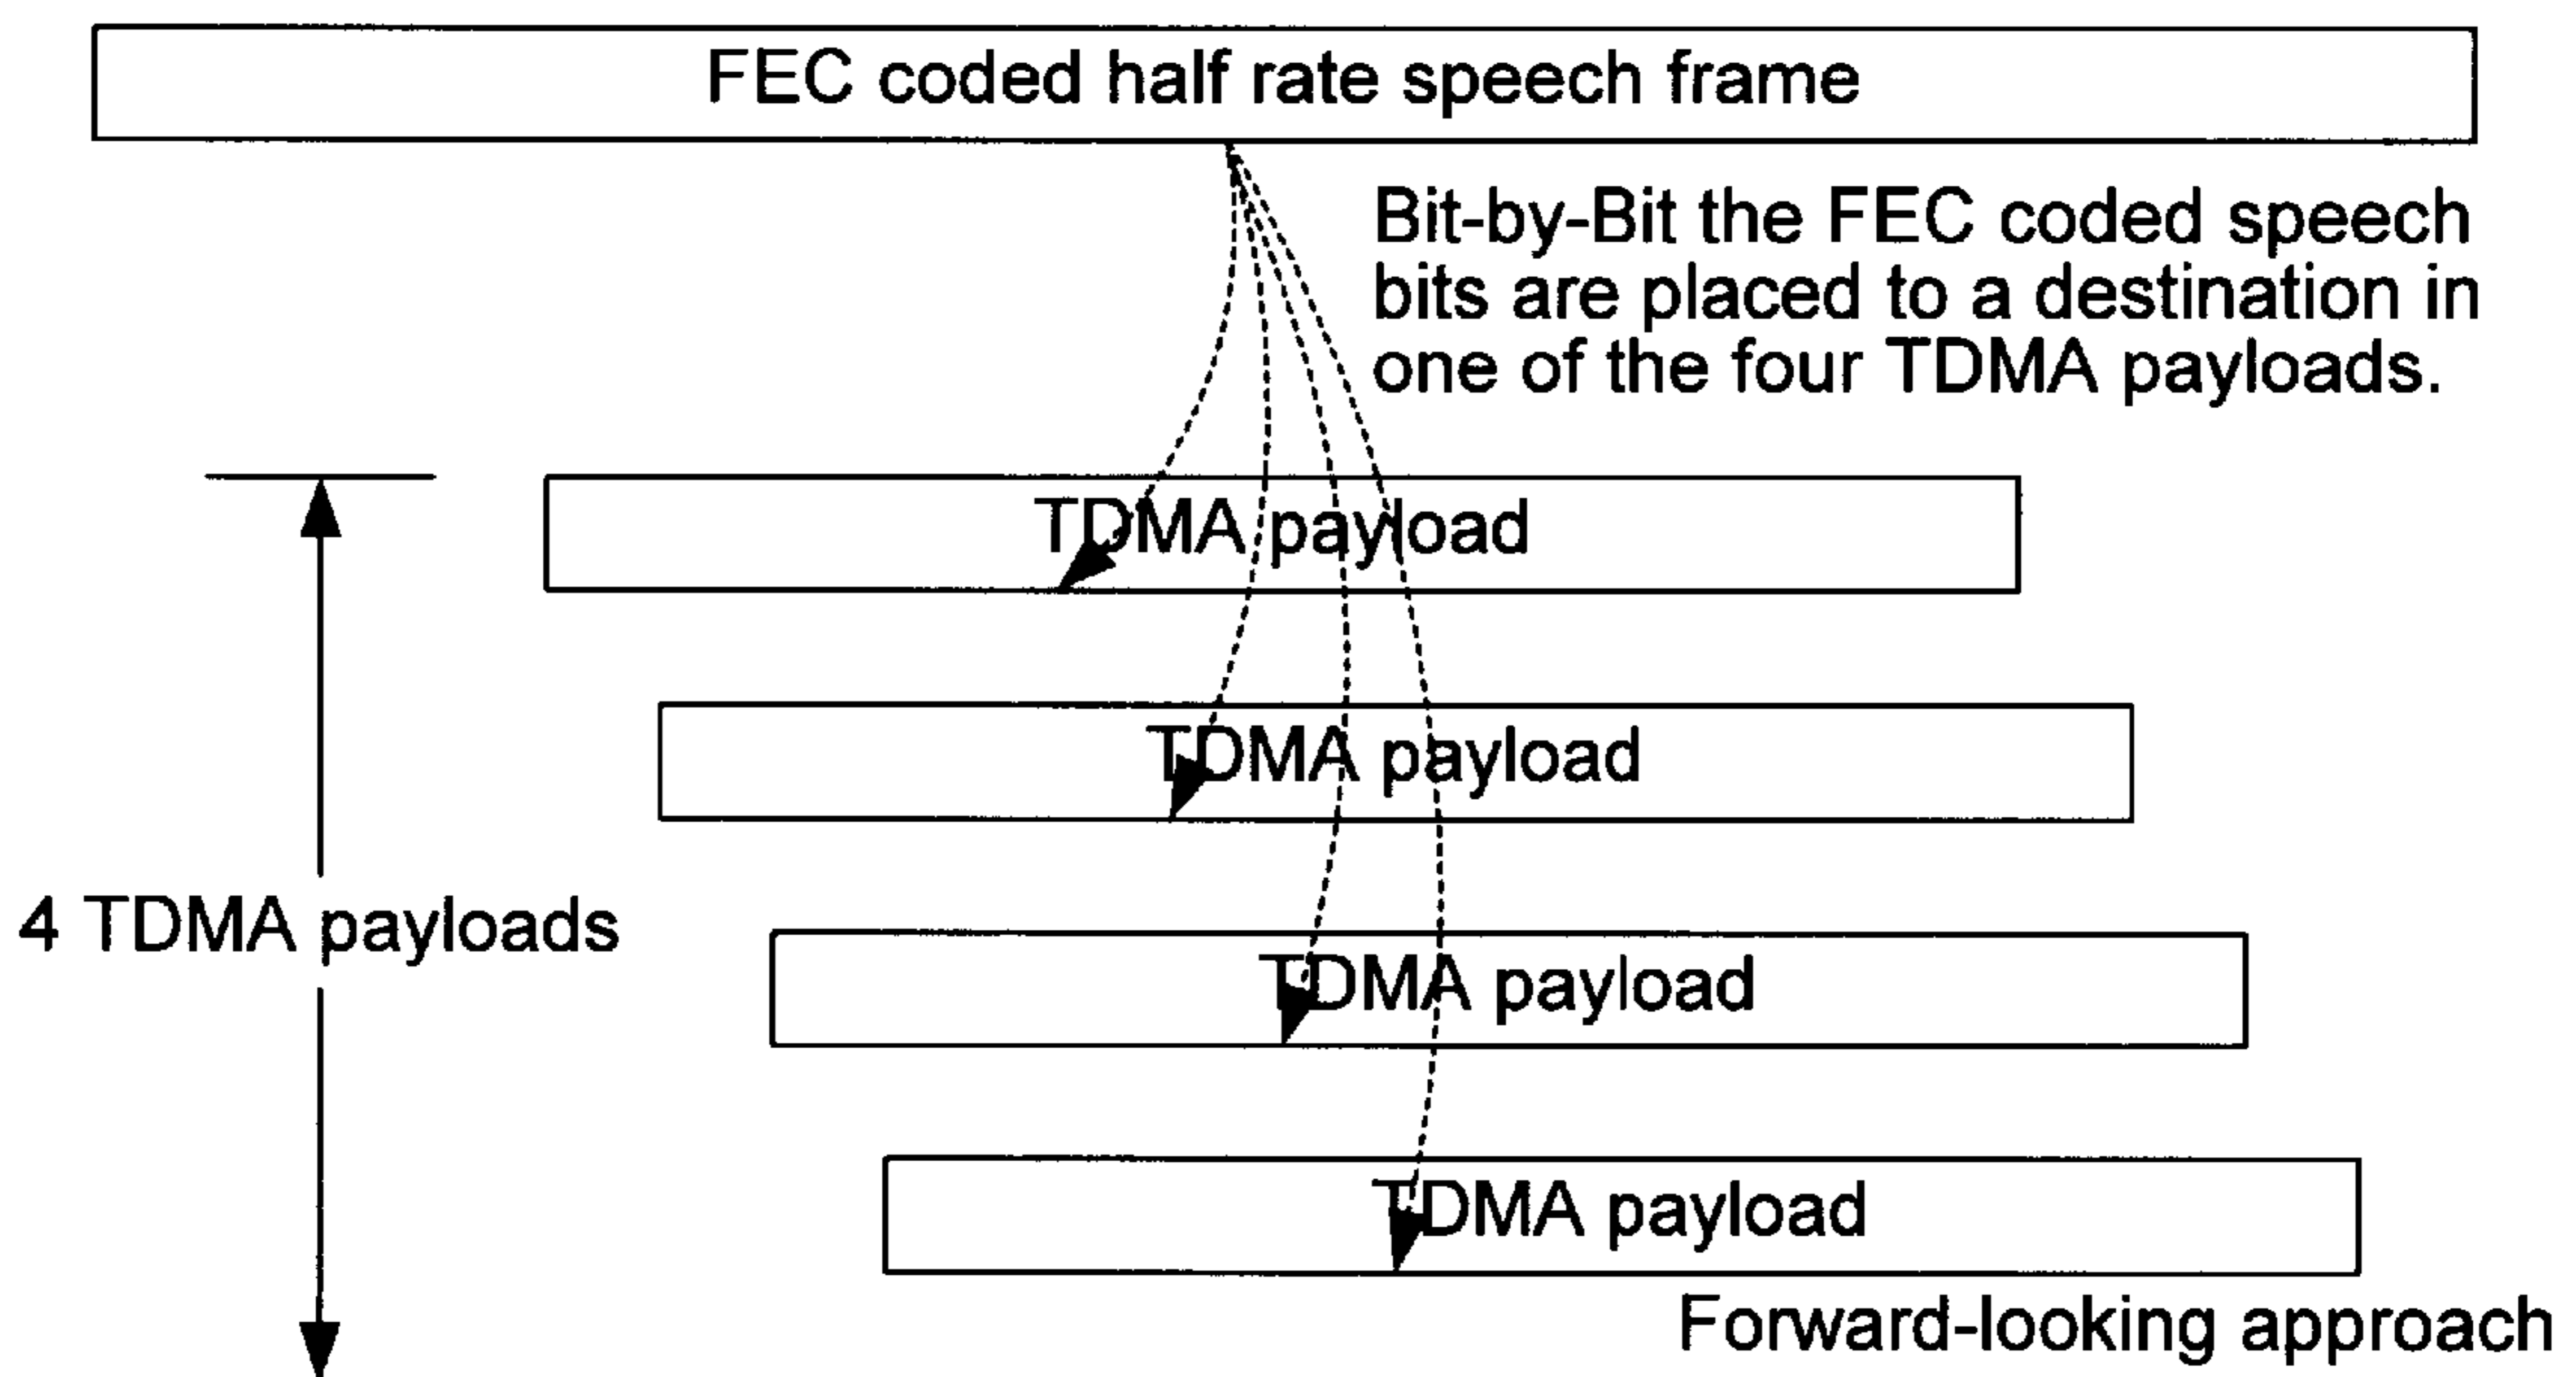 FEC coded half rate speech frame
Bit-by-Bit the FEC coded speech
bits are placed to a destination in
one of the four TDMA payloads.
TDMA payload
TDMA payload
4 TDMA payloads
TDMA payload
TDMA payload
Forward-looking approach